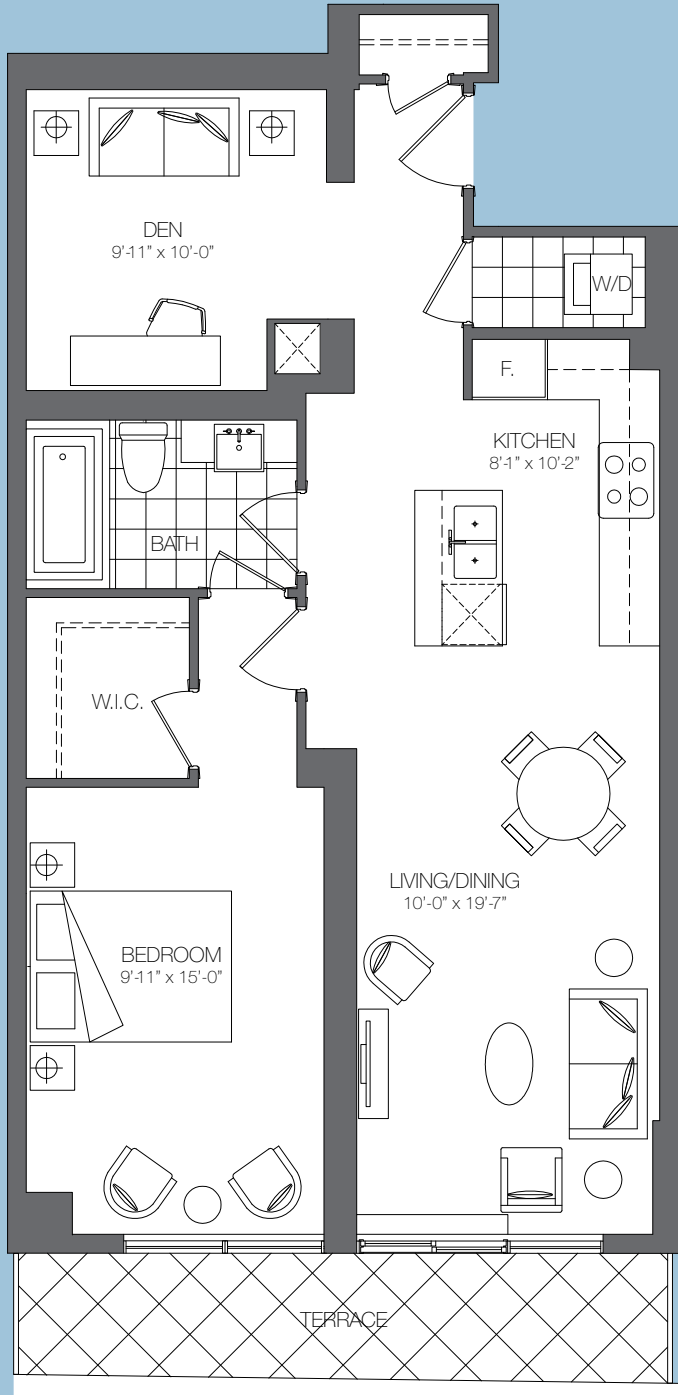 DEN
9'-11" x 10'-0"
W/D
F.
KITCHEN
8'-1" x 10'-2"
BATH
W.I.C.
LIVING/DINING
10'-0" x 19'-7"
BEDROOM
9'-11" x 15'-0"
TERRACE